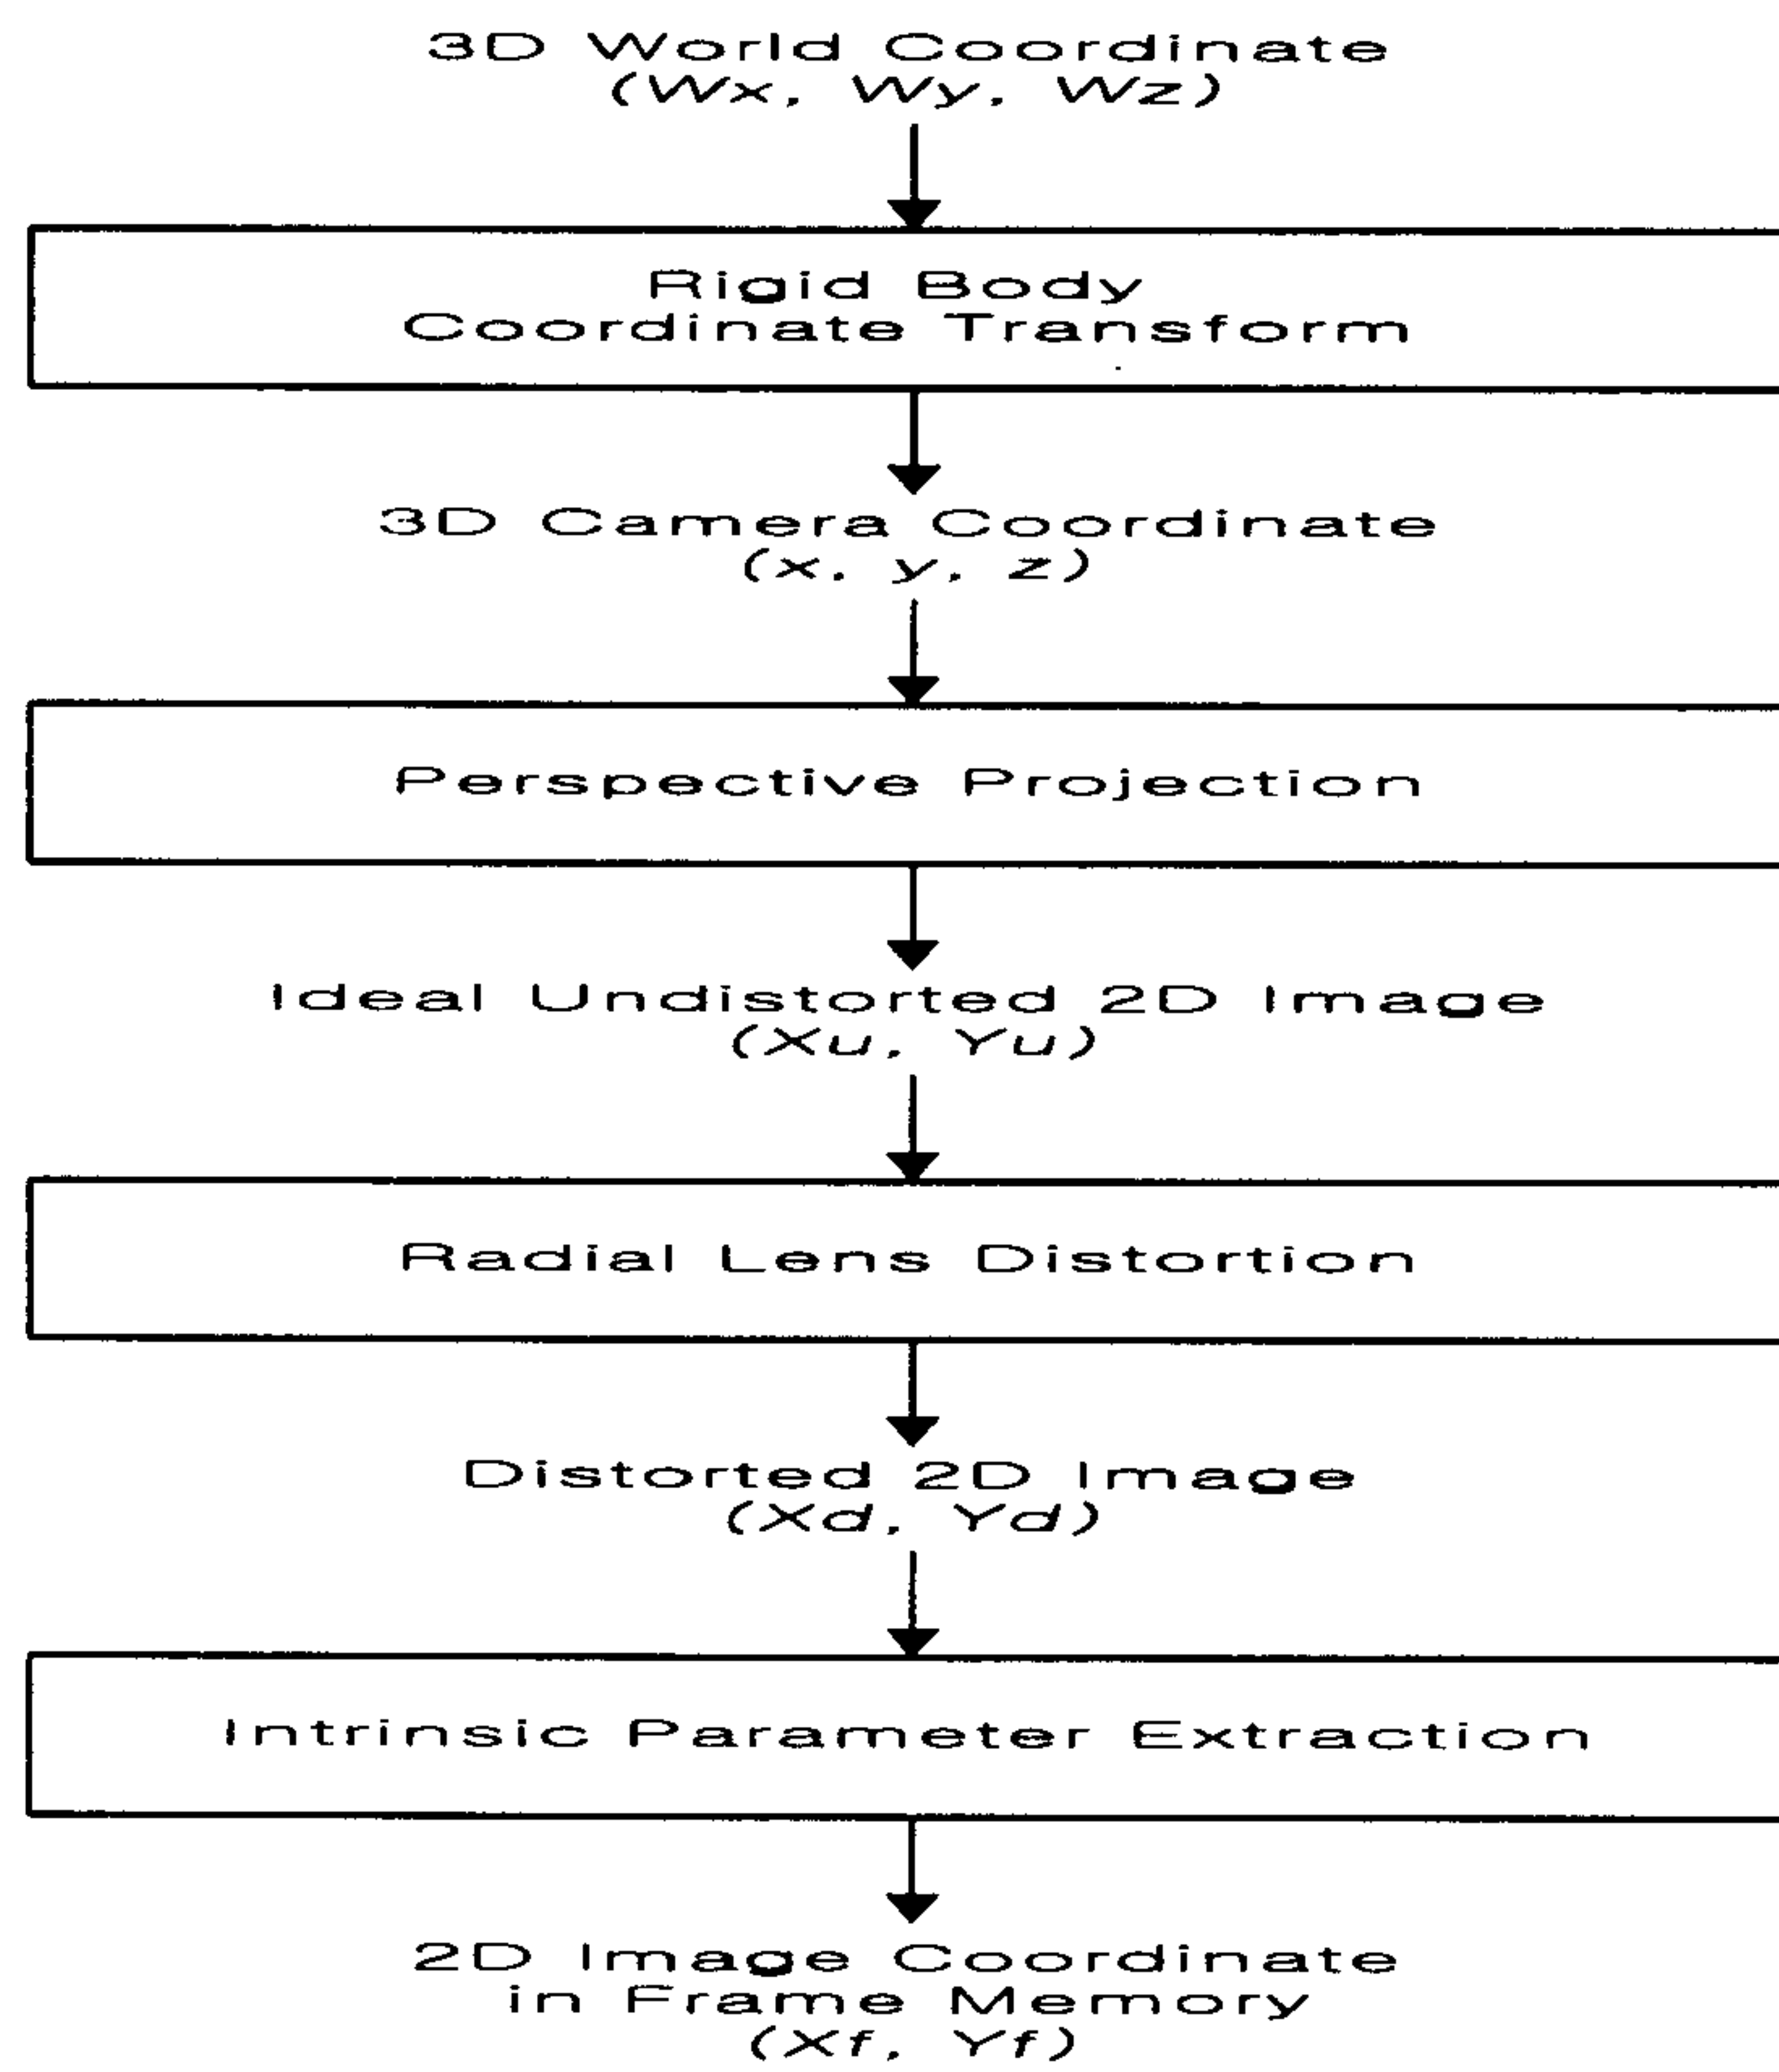 3D World Coordinate
(Wx, Wy, Wz)
Rigid Body
Coordinate Transform
3D Camera Coordinate
(x, y, z)
Perspective Projection
Ideal Undistorted 2D Image
(Xu, Yu)
Radial Lens Distortion
Distorted 2D Image
(Xd, Yd)
Intrinsic Parameter Extraction
2D Image Coordinate
in Frame Memory
(Xf, Yf)